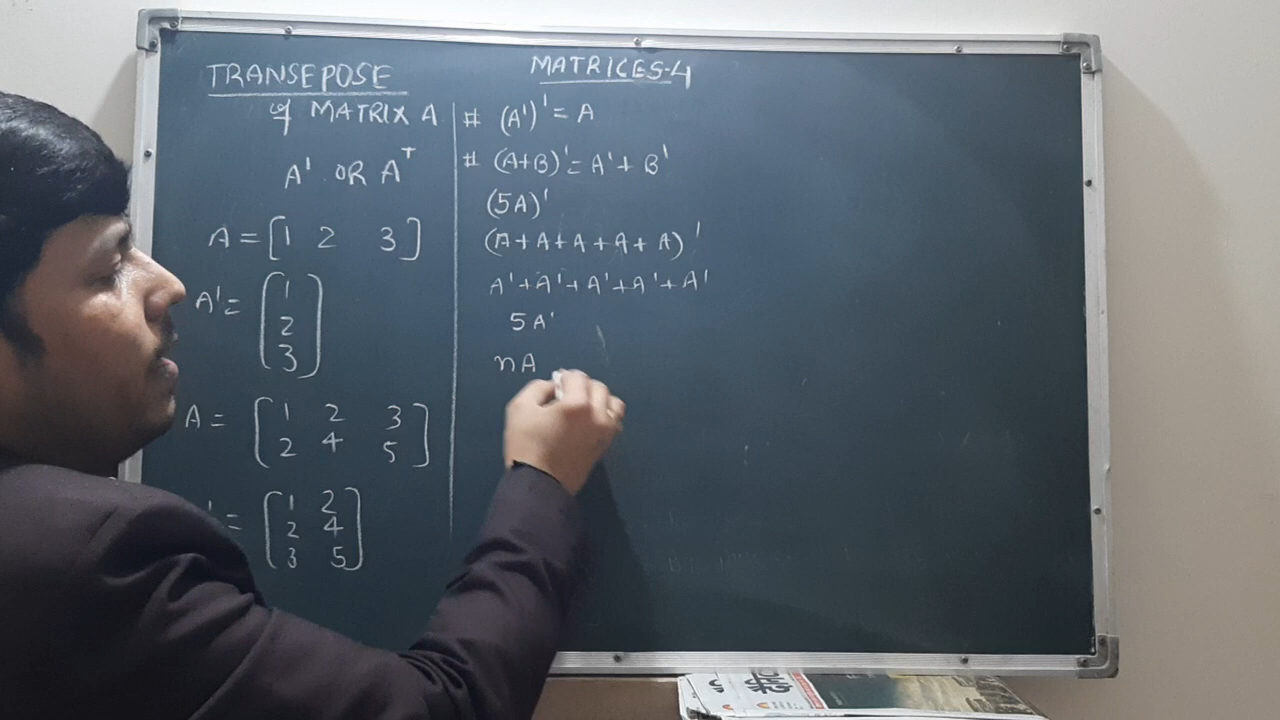 TRANSEPOSE
of MATRIX A
A' OR A^T
A = [1 2 3]
A' = [1
2
3]
A = [1 2 3
2 4 5]
' = [1 2
2 4
3 5]
MATRICES-4
# (A')' = A
# (A+B)' = A' + B'
(5A)'
(A+A+A+A+A)'
A'+A'+A'+A'+A'
5A'
nA